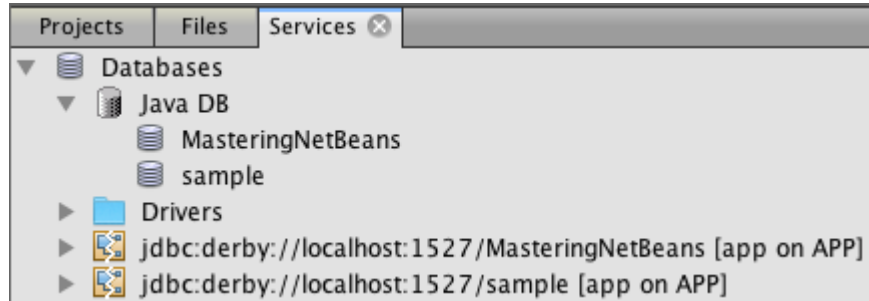 Projects Files Services
Databases
Java DB
MasteringNetBeans
sample
Drivers
jdbc:derby://localhost:1527/MasteringNetBeans [app on APP]
jdbc:derby://localhost:1527/sample [app on APP]